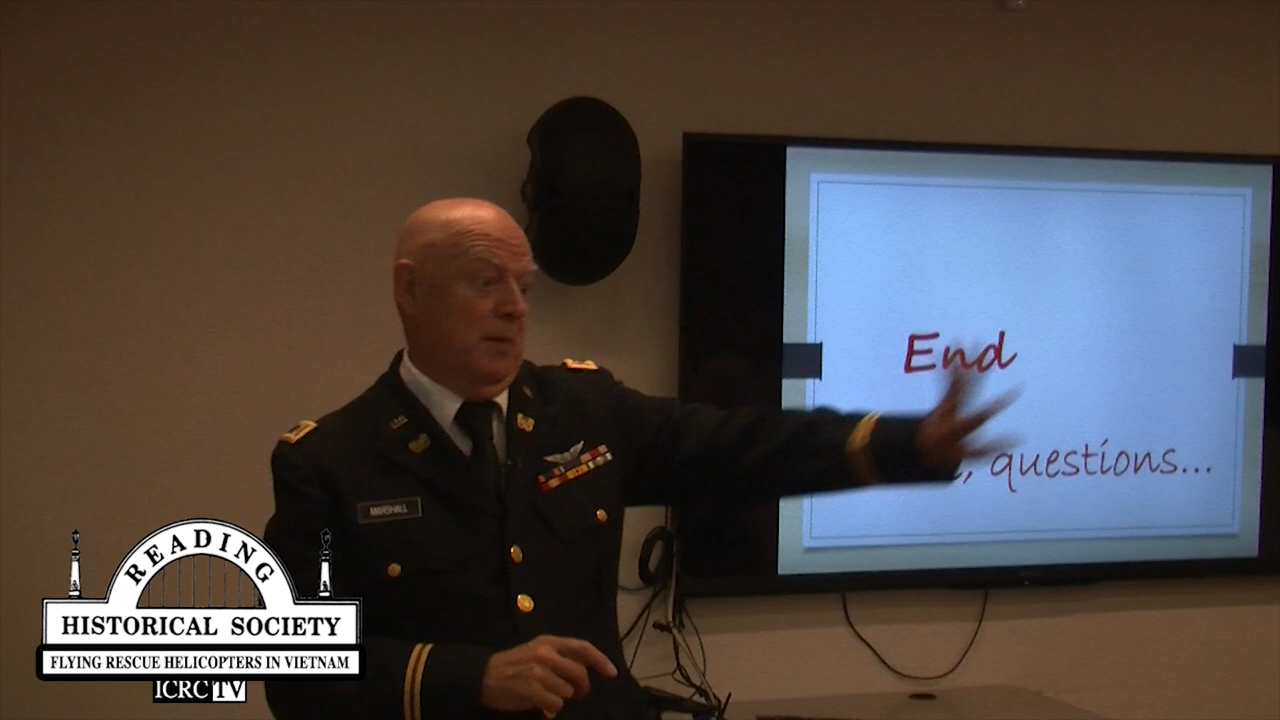 End
, questions...
MARSHALL
READING
HISTORICAL SOCIETY
FLYING RESCUE HELICOPTERS IN VIETNAM
ICRCTV